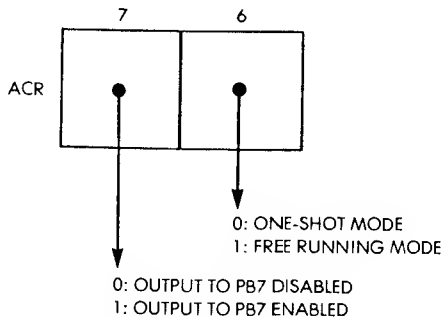 7 6
ACR
0: ONE-SHOT MODE
1: FREE RUNNING MODE
0: OUTPUT TO PB7 DISABLED
1: OUTPUT TO PB7 ENABLED